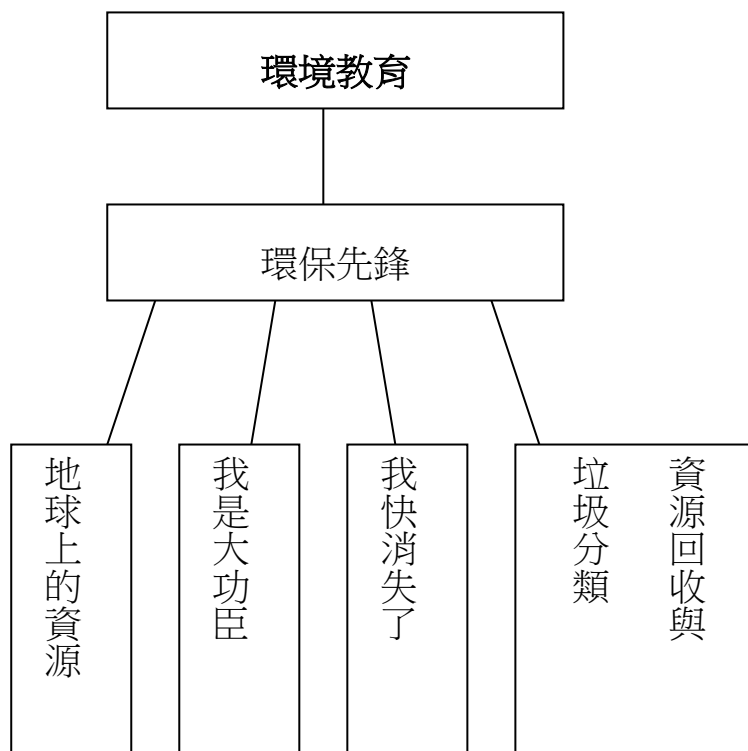 環境教育
環保先鋒
地球上的資源
我是大功臣
我快消失了
資源回收與
垃圾分類